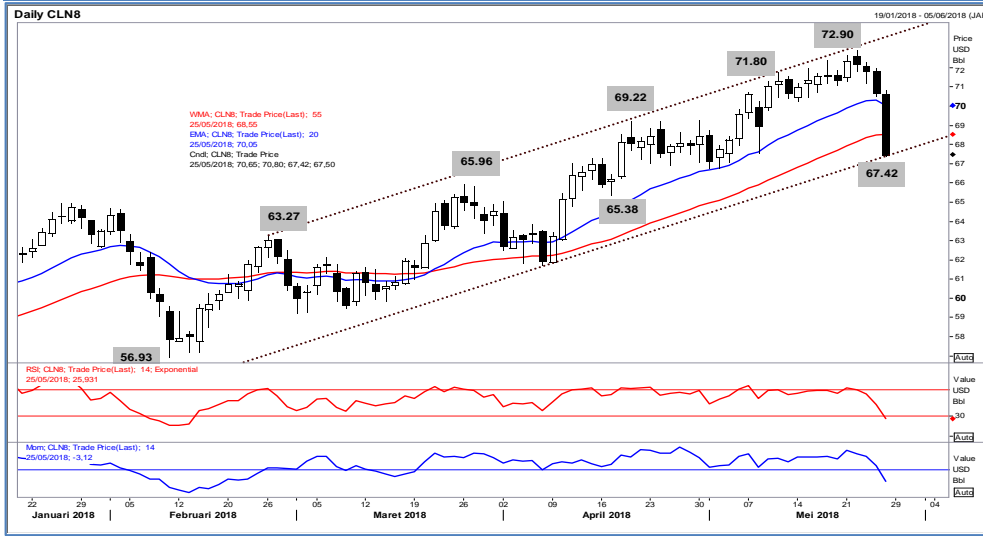 Daily CLN8
19/01/2018 - 05/06/2018 (JA
Price
USD
Bbl
72.90
71.80
69.22
65.96
63.27
65.38
67.42
56.93
WMA; CLN8; Trade Price(Last); 55
25/05/2018; 68,55
EMA; CLN8; Trade Price(Last); 20
25/05/2018; 70,05
Cndl; CLN8; Trade Price
25/05/2018; 70,65; 70,80; 67,42; 67,50
72
71
70
69
68
67
66
65
64
63
62
61
60
59
58
Auto
RSI; CLN8; Trade Price(Last); 14; Exponential
25/05/2018; 25,931
Value
USD
Bbl
30
Auto
Mom; CLN8; Trade Price(Last); 14
25/05/2018; -3,12
Value
USD
Bbl
Auto
22 29 05 12 20 26 05 12 19 26 02 09 16 23 30 07 14 21 29 04
Januari 2018 Februari 2018 Maret 2018 April 2018 Mei 2018